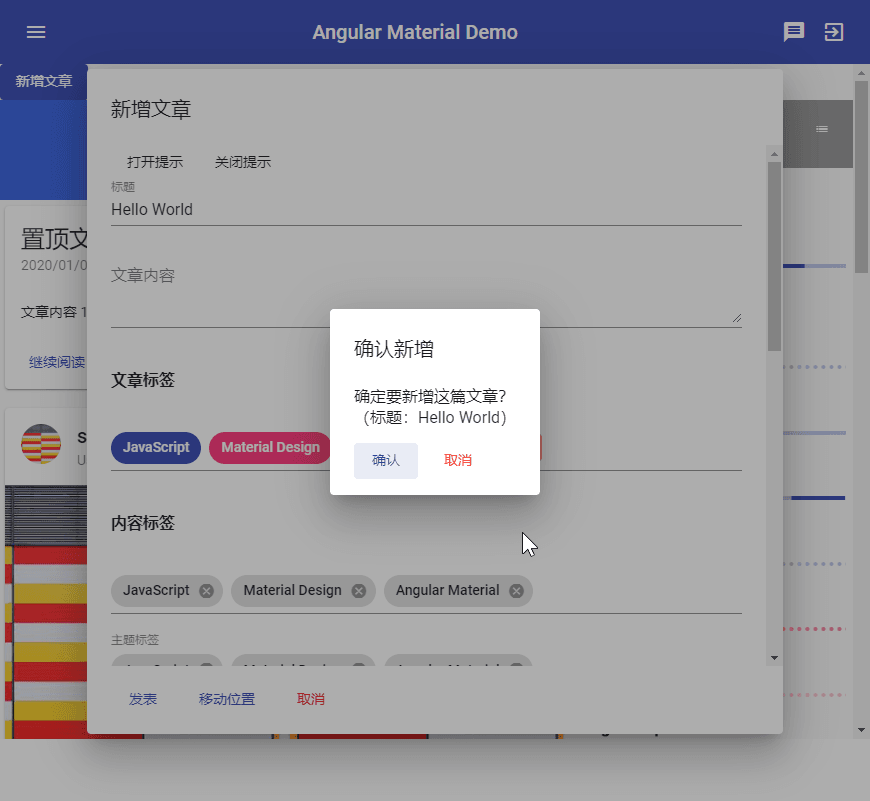 Angular Material Demo
新增文章
新增文章
打开提示
关闭提示
标题
Hello World
置顶文
2020/01/0
文章内容
文章内容 1
继续阅读
确认新增
确定要新增这篇文章?
（标题：Hello World）
确认
取消
文章标签
JavaScript
Material Design
内容标签
JavaScript
Material Design
Angular Material
主题标签
发表
移动位置
取消